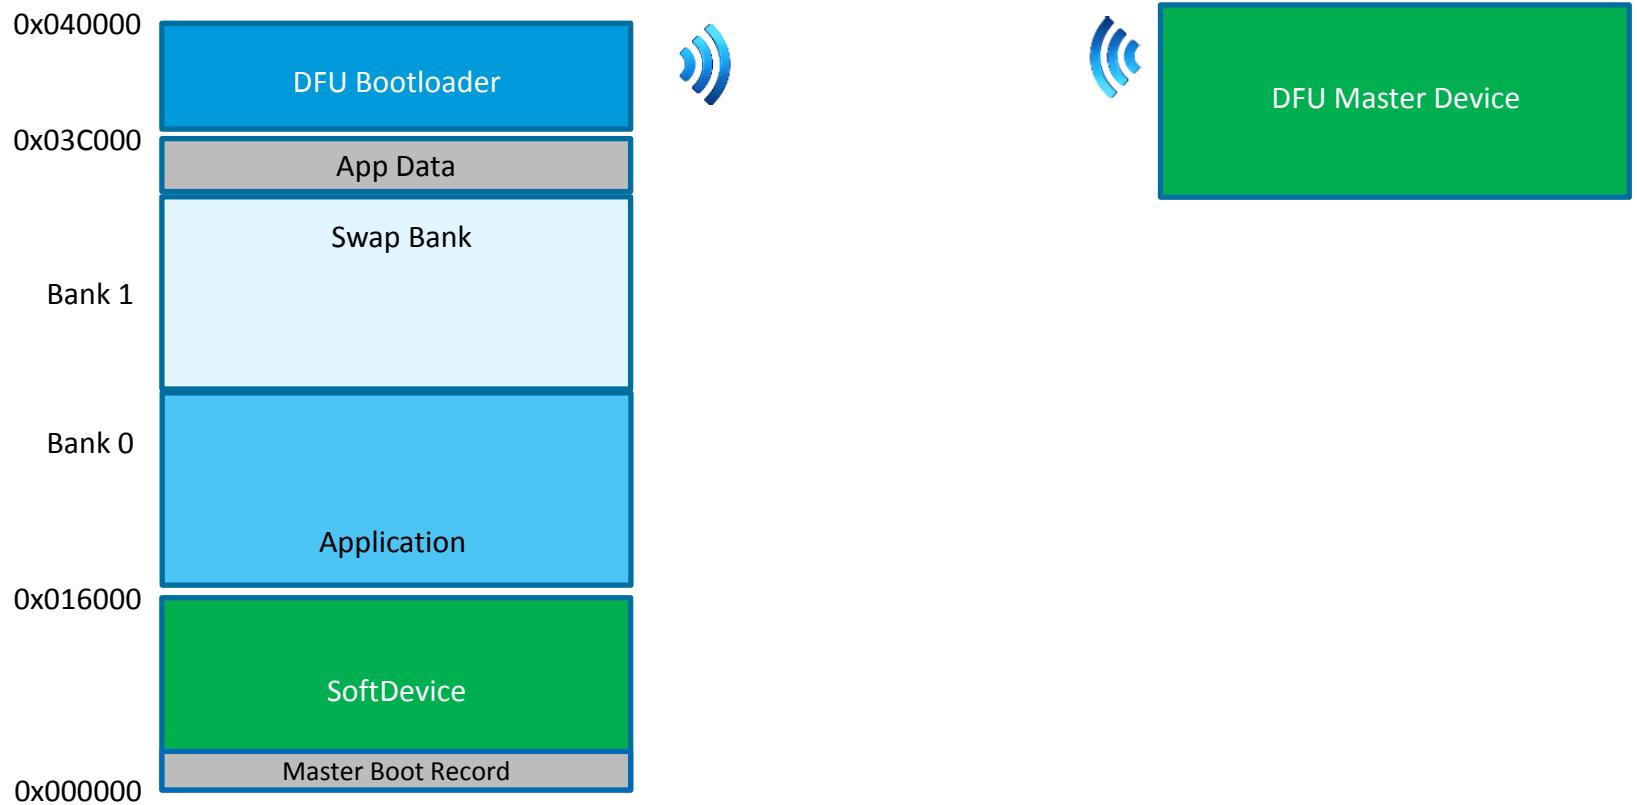 0x040000
DFU Bootloader
DFU Master Device
0x03C000
App Data
Swap Bank
Bank 1
Bank 0
Application
0x016000
SoftDevice
Master Boot Record
0x000000